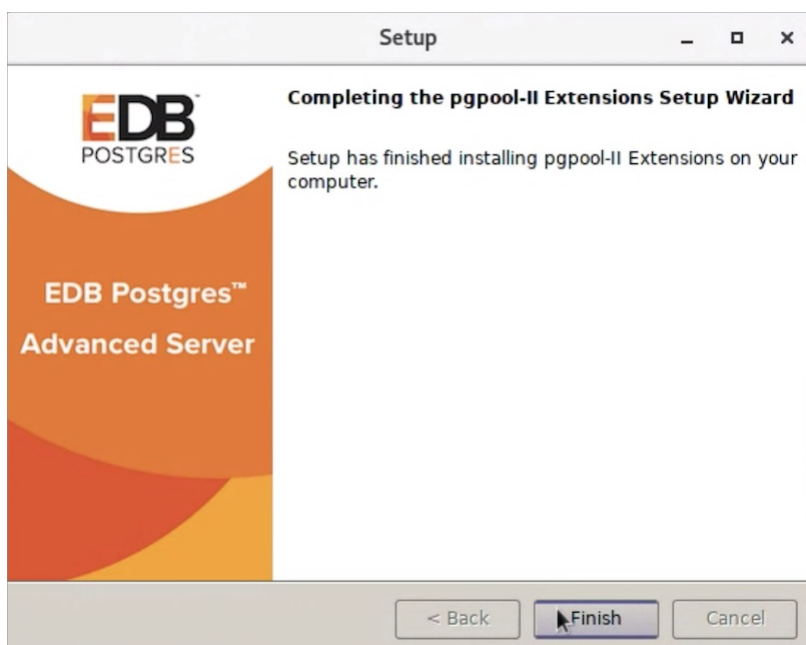 Setup
EDB™
POSTGRES
Completing the pgpool-II Extensions Setup Wizard
Setup has finished installing pgpool-II Extensions on your
computer.
EDB Postgres™
Advanced Server
< Back
Finish
Cancel